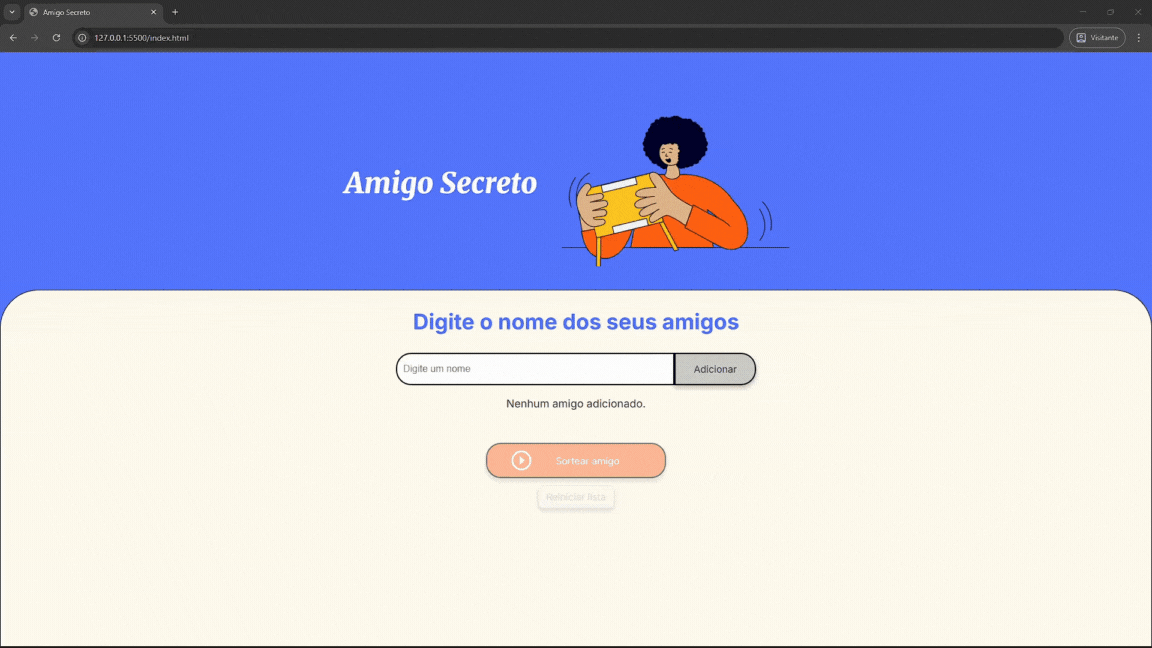 Amigo Secreto
127.0.0.1:5500/index.html
Visitante
Amigo Secreto
Digite o nome dos seus amigos
Digite um nome
Adicionar
Nenhum amigo adicionado.
Sortear amigo
Reiniciar lista